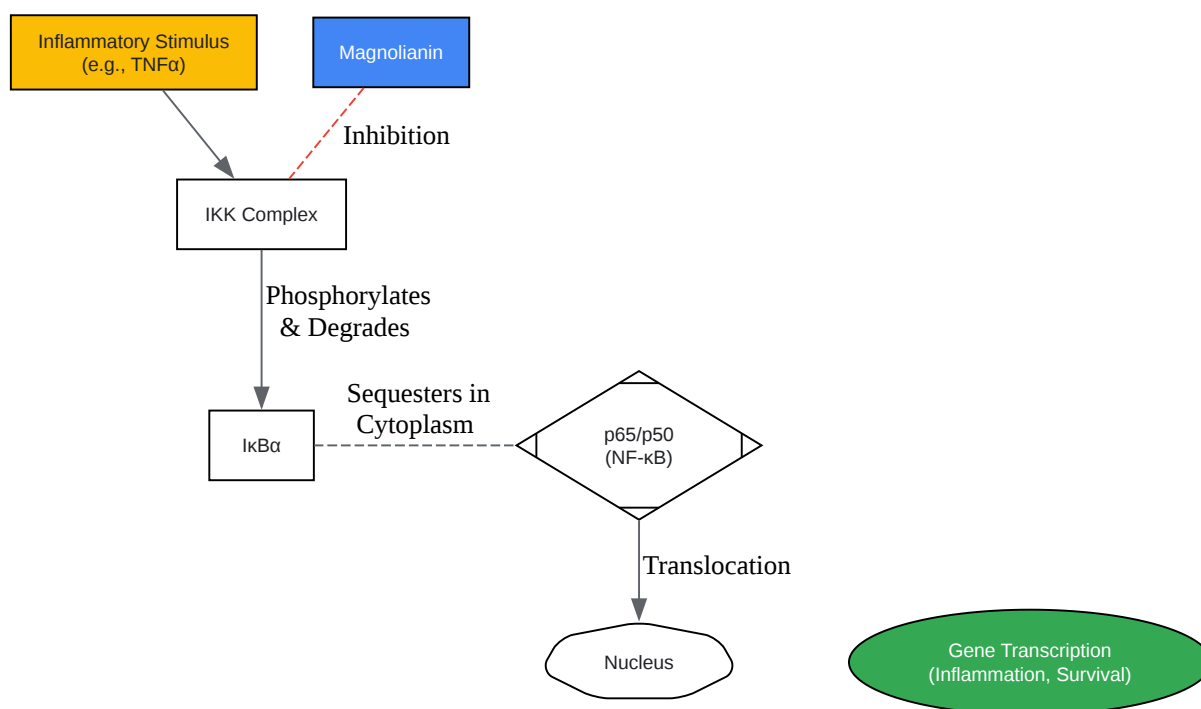 Inflammatory Stimulus
(e.g., TNFα)
Magnolianin
Inhibition
IKK Complex
Phosphorylates
& Degrades
Sequesters in
Cytoplasm
IκBα
p65/p50
(NF-κB)
Translocation
Nucleus
Gene Transcription
(Inflammation, Survival)